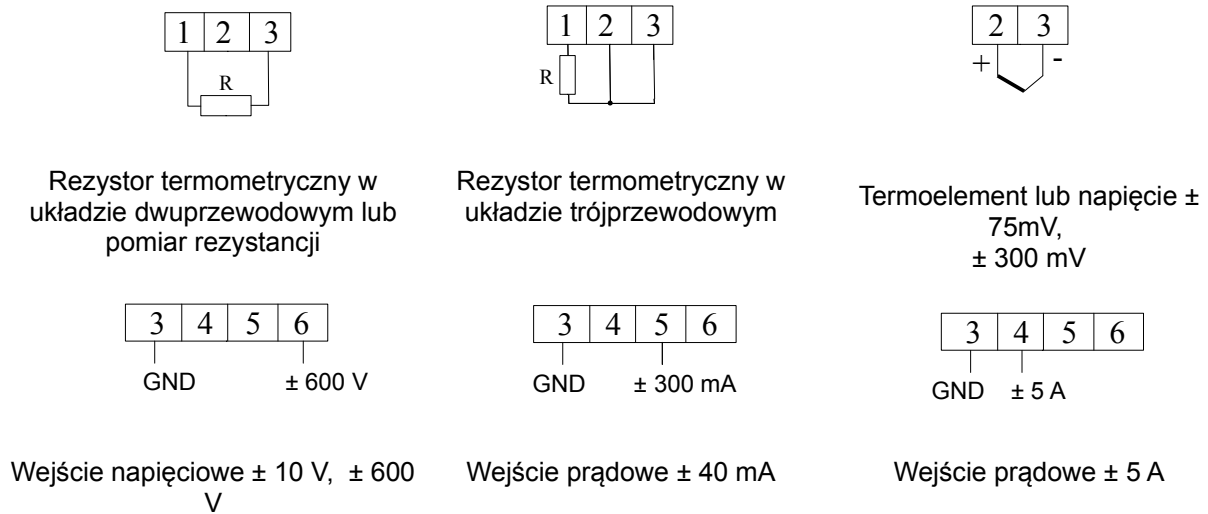 1 2 3
R
Rezystor termometryczny w
układzie dwuprzewodowym lub
pomiar rezystancji
1 2 3
R
Rezystor termometryczny w
układzie trójprzewodowym
2 3
+ -
Termoelement lub napięcie ±
75mV,
± 300 mV
3 4 5 6
GND ± 600 V
Wejście napięciowe ± 10 V, ± 600
V
3 4 5 6
GND ± 300 mA
Wejście prądowe ± 40 mA
3 4 5 6
GND ± 5 A
Wejście prądowe ± 5 A